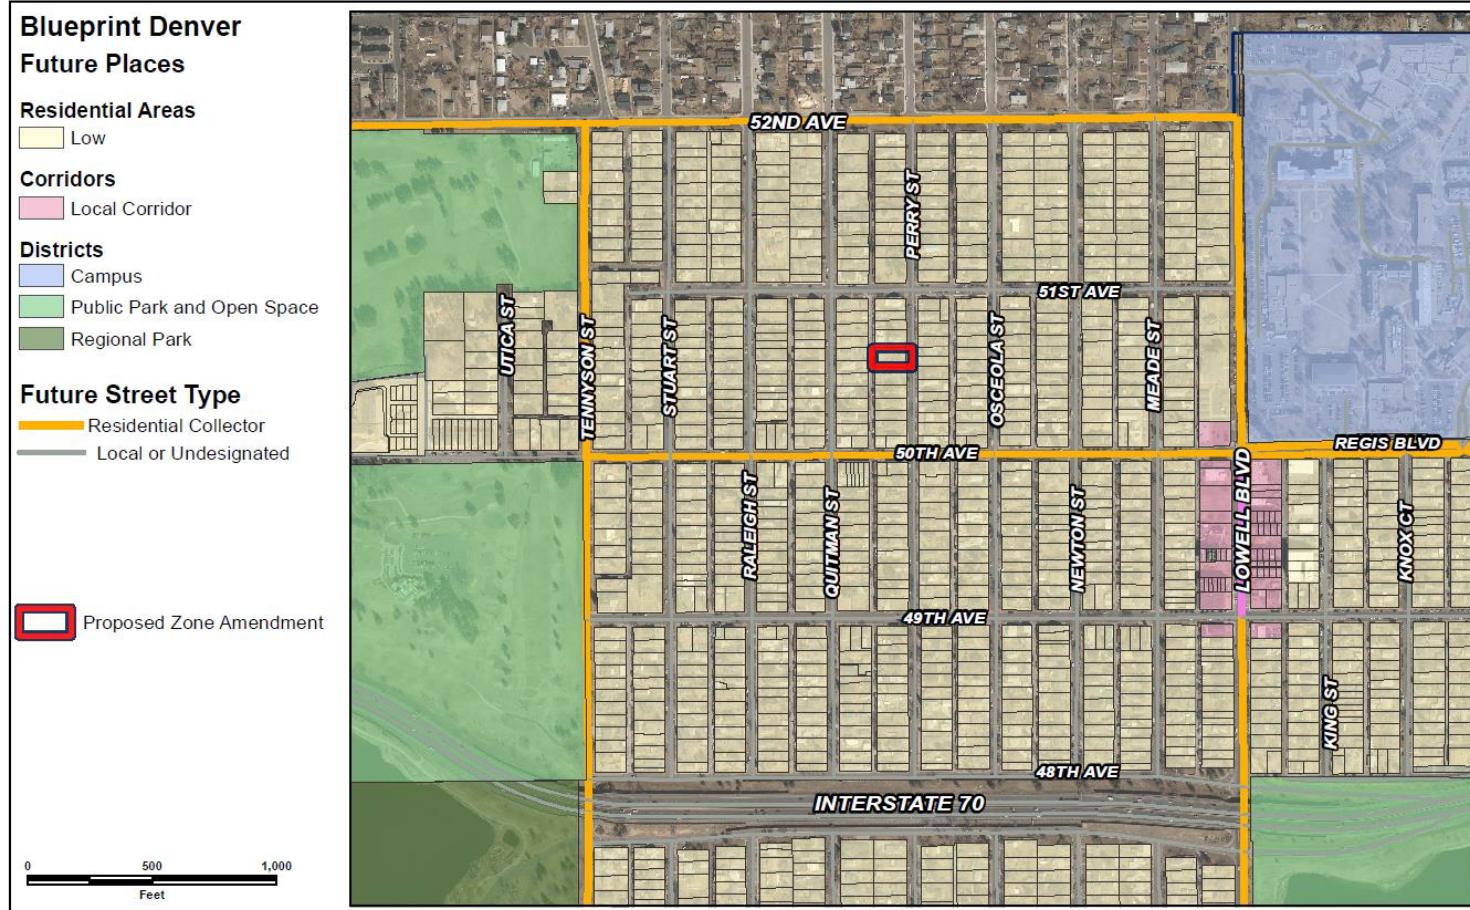 Blueprint Denver
Future Places
Residential Areas
Low
Corridors
Local Corridor
Districts
Campus
Public Park and Open Space
Regional Park
Future Street Type
Residential Collector
Local or Undesignated
Proposed Zone Amendment
0 500 1,000
Feet
52ND AVE
PERRY ST
51ST AVE
UTICA ST
TENNYSON ST
STUART ST
OSCEOLA ST
MEADE ST
REGIS BLVD
50TH AVE
RALEIGH ST
QUITMAN ST
NEWTON ST
LOWELL BLVD
KNOX CT
49TH AVE
KING ST
48TH AVE
INTERSTATE 70